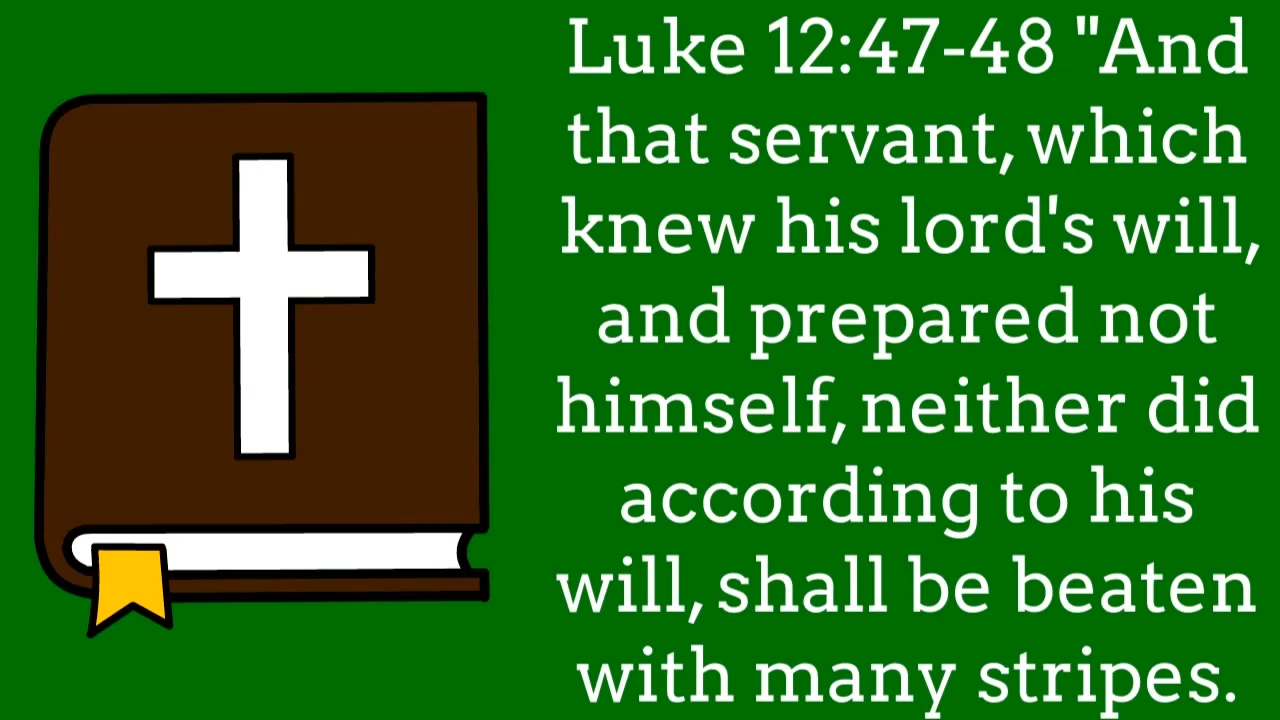 Luke 12:47-48 "And
that servant, which
knew his lord's will,
and prepared not
himself, neither did
according to his
will, shall be beaten
with many stripes.